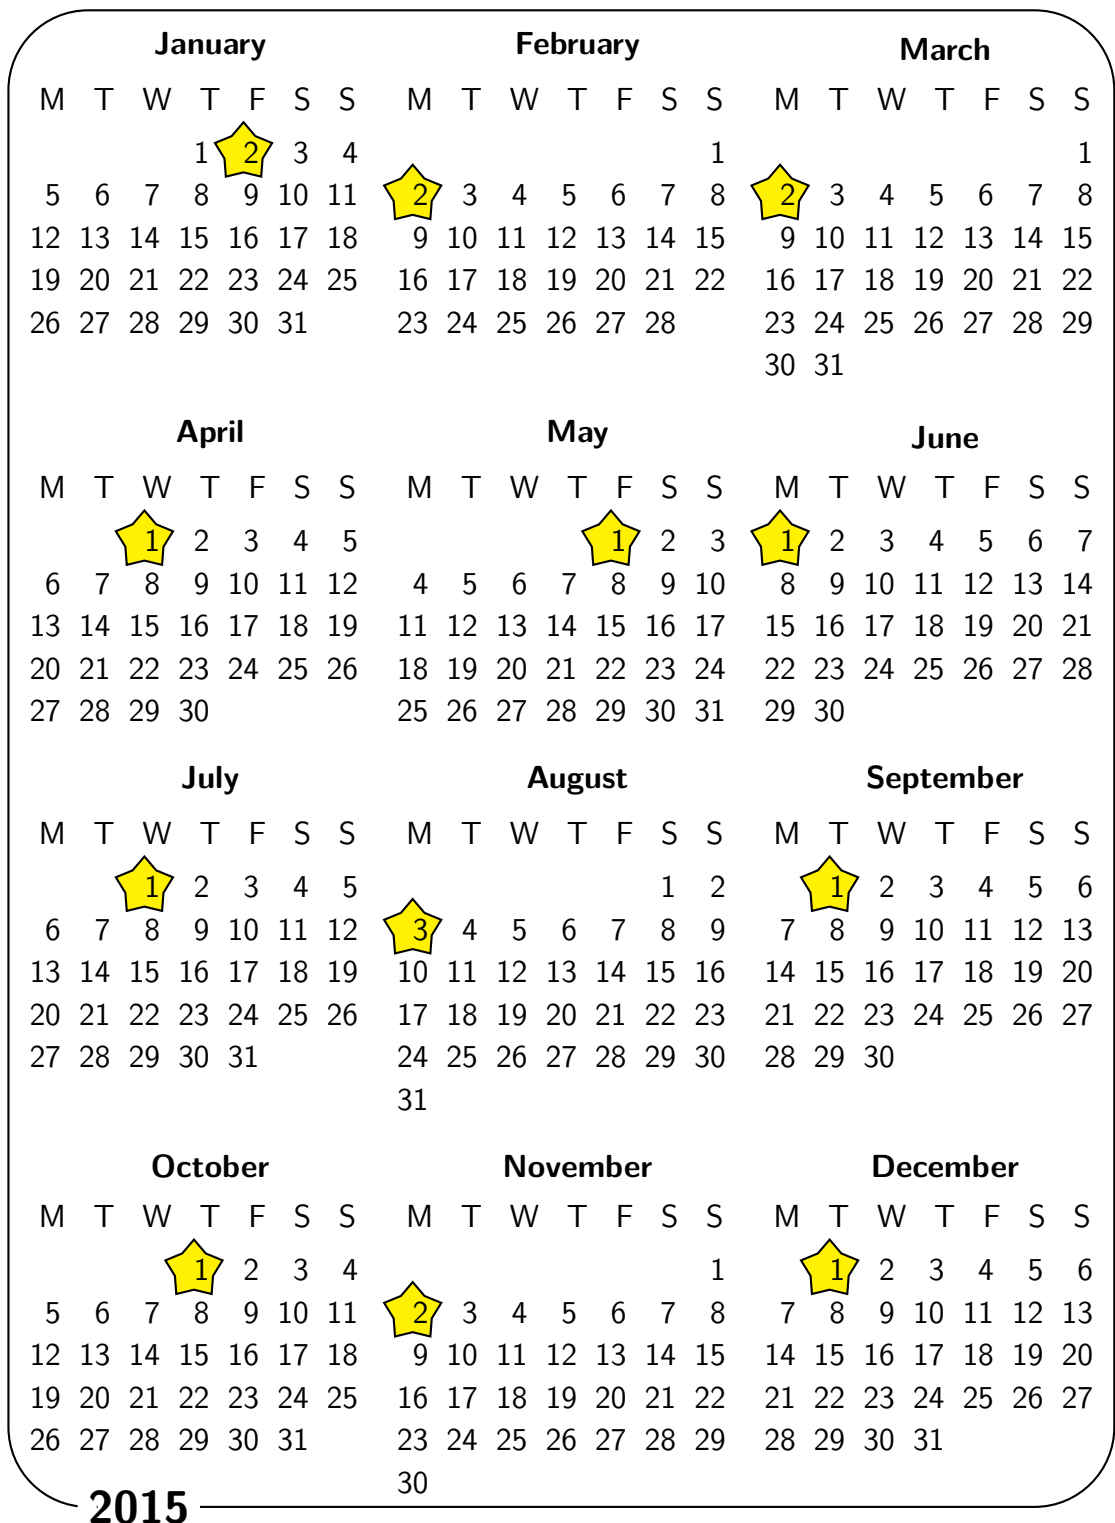 January February March
M T W T F S S M T W T F S S M T W T F S S
1 2 3 4 1 1
5 6 7 8 9 10 11 2 3 4 5 6 7 8 2 3 4 5 6 7 8
12 13 14 15 16 17 18 9 10 11 12 13 14 15 9 10 11 12 13 14 15
19 20 21 22 23 24 25 16 17 18 19 20 21 22 16 17 18 19 20 21 22
26 27 28 29 30 31 23 24 25 26 27 28 23 24 25 26 27 28 29
30 31
April May June
M T W T F S S M T W T F S S M T W T F S S
1 2 3 4 5 1 2 3 1 2 3 4 5 6 7
6 7 8 9 10 11 12 4 5 6 7 8 9 10 8 9 10 11 12 13 14
13 14 15 16 17 18 19 11 12 13 14 15 16 17 15 16 17 18 19 20 21
20 21 22 23 24 25 26 18 19 20 21 22 23 24 22 23 24 25 26 27 28
27 28 29 30 25 26 27 28 29 30 31 29 30
July August September
M T W T F S S M T W T F S S M T W T F S S
1 2 3 4 5 1 2 1 2 3 4 5 6
6 7 8 9 10 11 12 3 4 5 6 7 8 9 7 8 9 10 11 12 13
13 14 15 16 17 18 19 10 11 12 13 14 15 16 14 15 16 17 18 19 20
20 21 22 23 24 25 26 17 18 19 20 21 22 23 21 22 23 24 25 26 27
27 28 29 30 31 24 25 26 27 28 29 30 28 29 30
31
October November December
M T W T F S S M T W T F S S M T W T F S S
1 2 3 4 1 1 2 3 4 5 6
5 6 7 8 9 10 11 2 3 4 5 6 7 8 7 8 9 10 11 12 13
12 13 14 15 16 17 18 9 10 11 12 13 14 15 14 15 16 17 18 19 20
19 20 21 22 23 24 25 16 17 18 19 20 21 22 21 22 23 24 25 26 27
26 27 28 29 30 31 23 24 25 26 27 28 29 28 29 30 31
30
2015